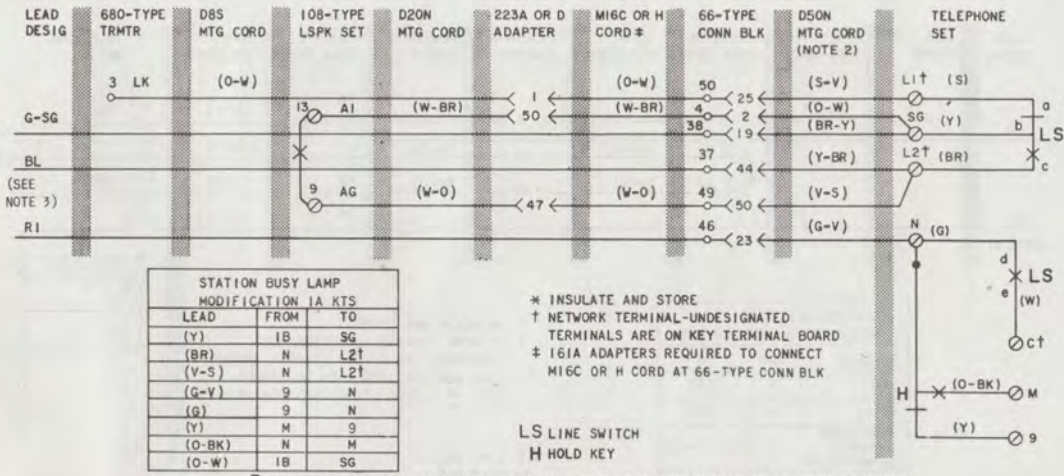 LEAD DESIG 680-TYPE TRMTR D8S MTG CORD 108-TYPE LSPK SET D20N MTG CORD 223A OR D ADAPTER M16C OR H CORD ‡ 66-TYPE CONN BLK D50N MTG CORD (NOTE 2) TELEPHONE SET
3 LK (O-W) 1 (O-W) 50 25 (S-V) L1† (S) a
13 A1 (W-BR) 50 (W-BR) 4 2 (O-W) SG (Y) b LS
G-SG 38 19 (BR-Y)
BL 37 44 (Y-BR) L2† (BR) c
(SEE NOTE 3) 9 AG (W-O) 47 (W-O) 49 50 (V-S)
R1 46 23 (G-V) N (G)
d LS
e (W)
C†
H (O-BK) M
(Y) 9
STATION BUSY LAMP
MODIFICATION 1A KTS
LEAD FROM TO
(Y) 1B SG
(BR) N L2†
(V-S) N L2†
(G-V) 9 N
(G) 9 N
(Y) M 9
(O-BK) N M
(O-W) 1B SG
* INSULATE AND STORE
† NETWORK TERMINAL-UNDESIGNATED
TERMINALS ARE ON KEY TERMINAL BOARD
‡ 161A ADAPTERS REQUIRED TO CONNECT
M16C OR H CORD AT 66-TYPE CONN BLK
LS LINE SWITCH
H HOLD KEY